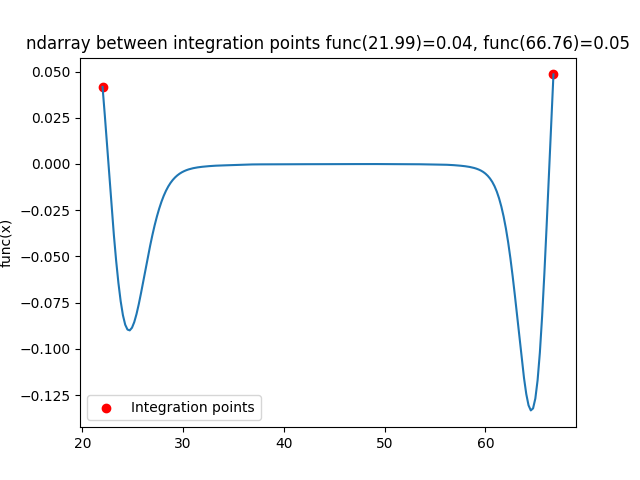 ndarray between integration points func(21.99)=0.04, func(66.76)=0.05
0.050
0.025
0.000
−0.025
−0.050
−0.075
−0.100
−0.125
func(x)
Integration points
20 30 40 50 60